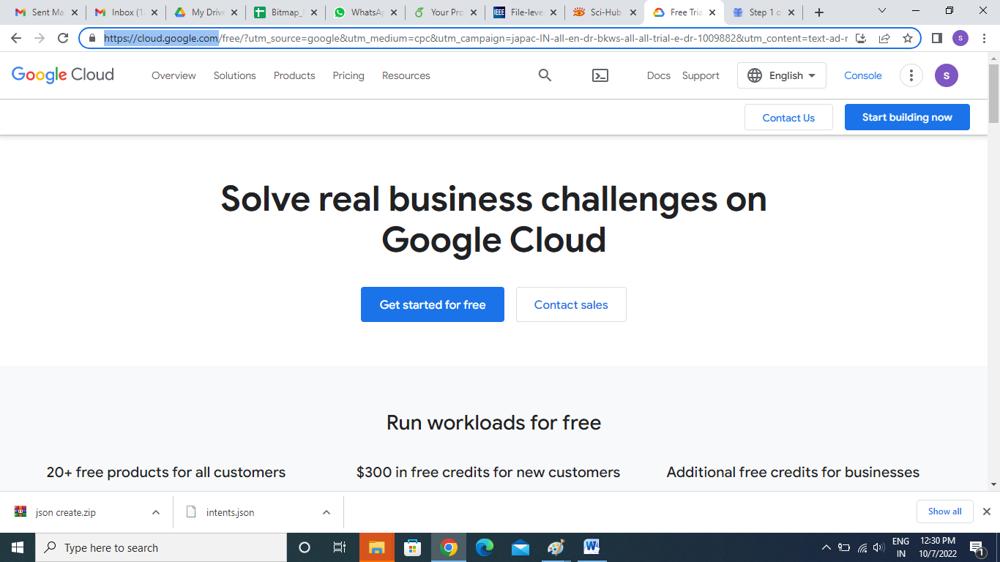 Sent Ma
Inbox (1
My Drive
Bitmap_
WhatsAp
Your Pro
IEEE
File-leve
Sci-Hub
Free Tria
Step 1 o
https://cloud.google.com/free/?utm_source=google&utm_medium=cpc&utm_campaign=japac-IN-all-en-dr-bkws-all-all-trial-e-dr-1009882&utm_content=text-ad-r
S
Google Cloud
Overview
Solutions
Products
Pricing
Resources
Docs
Support
English
Console
S
Contact Us
Start building now
Solve real business challenges on
Google Cloud
Get started for free
Contact sales
Run workloads for free
20+ free products for all customers
$300 in free credits for new customers
Additional free credits for businesses
json create.zip
intents.json
Show all
Type here to search
W
ENG
IN
12:30 PM
10/7/2022
1